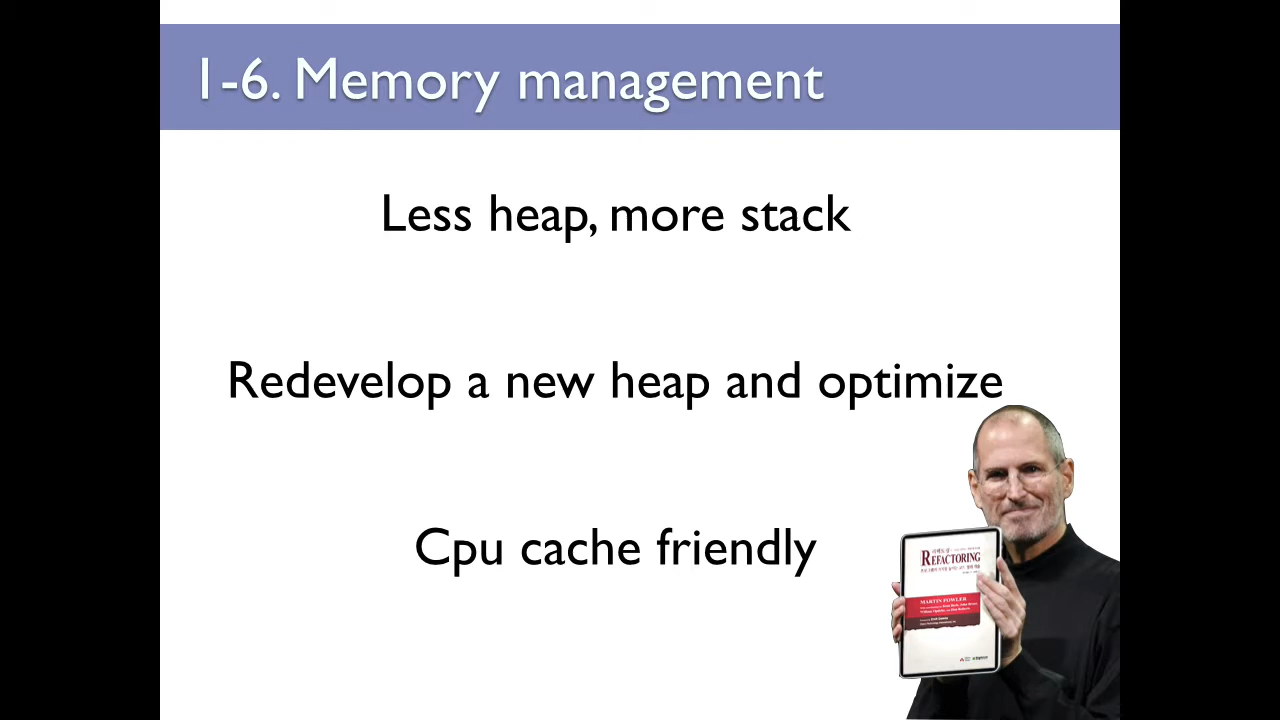 1-6. Memory management
Less heap, more stack
Redevelop a new heap and optimize
Cpu cache friendly
REFACTORING
MARTIN FOWLER